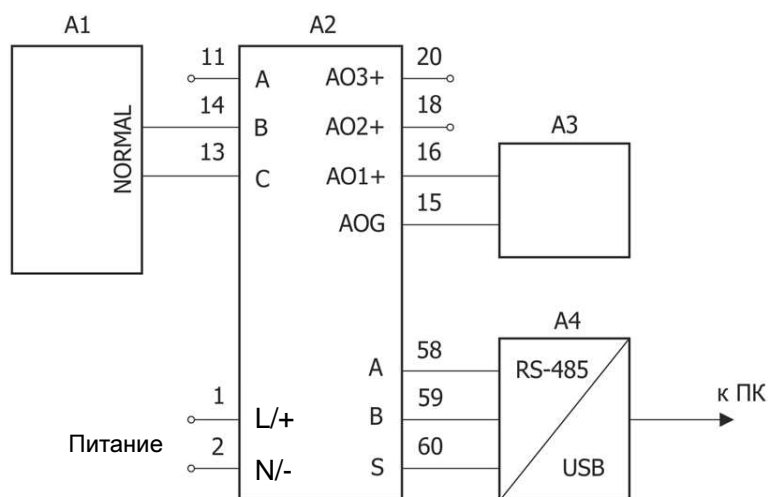 A1
A2
11
A
AO3+
20
14
B
AO2+
18
A3
NORMAL
13
C
AO1+
16
AOG
15
A4
A
58
RS-485
1
L/+
B
59
к ПК
Питание
2
N/-
S
60
USB